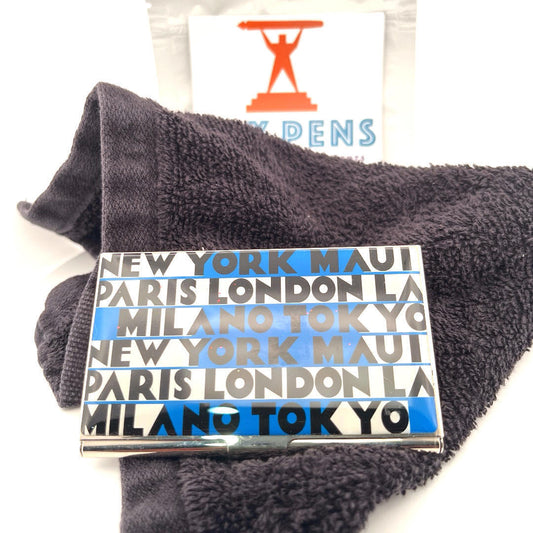 PENS
NEW YORK MAUI
PARIS LONDON LA
MILANO TOKYO
NEW YORK MAUI
PARIS LONDON LA
MILANO TOKYO